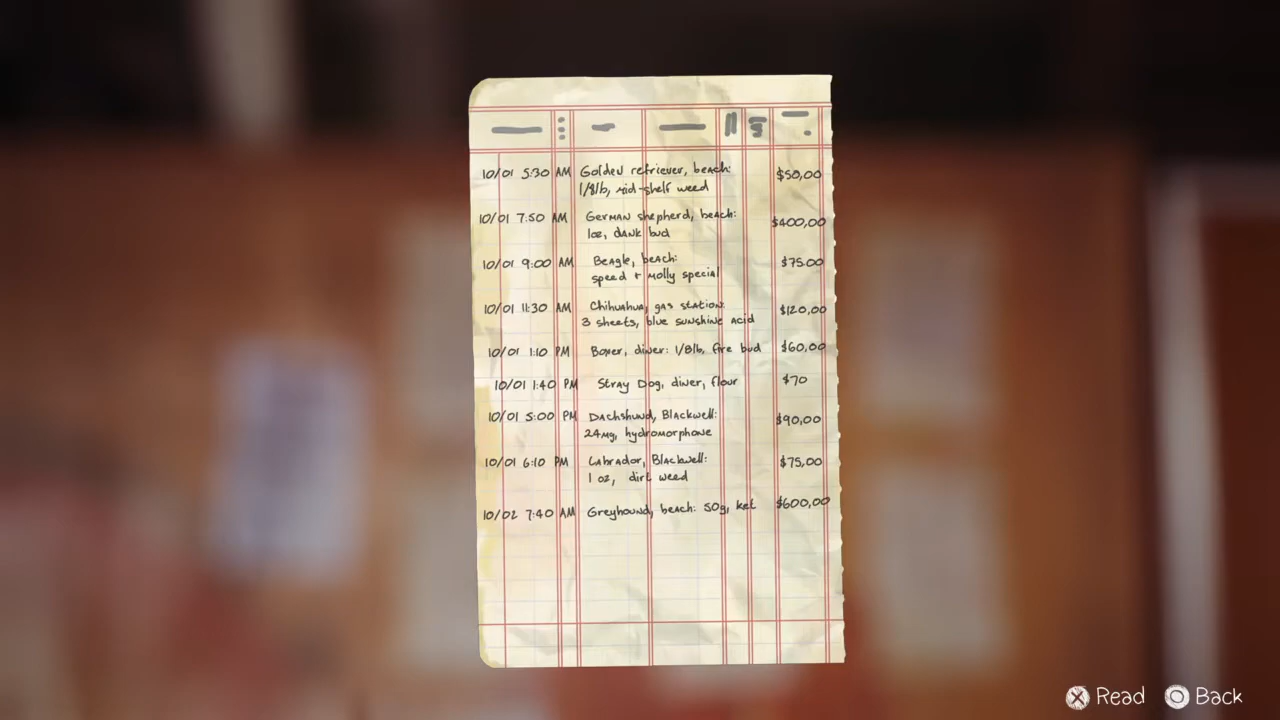 10/01 5:30 AM Golden retriever, beach: $50,00
1/8lb, mid-shelf weed
10/01 7:50 AM German shepherd, beach: $400,00
1oz, dank bud
10/01 9:00 AM Beagle, beach: $75.00
speed + Molly special
10/01 11:30 AM Chihuahua, gas station: $120,00
3 sheets, blue sunshine acid
10/01 1:10 PM Boxer, diner: 1/8lb, fire bud $60,00
10/01 1:40 PM Stray Dog, diner, flour $70
10/01 5:00 PM Dachshund, Blackwell: $90,00
24mg, hydromorphone
10/01 6:10 PM Labrador, Blackwell: $75,00
1 oz, dirt weed
10/02 7:40 AM Greyhound, beach: 50g, ket $600,00
Read Back